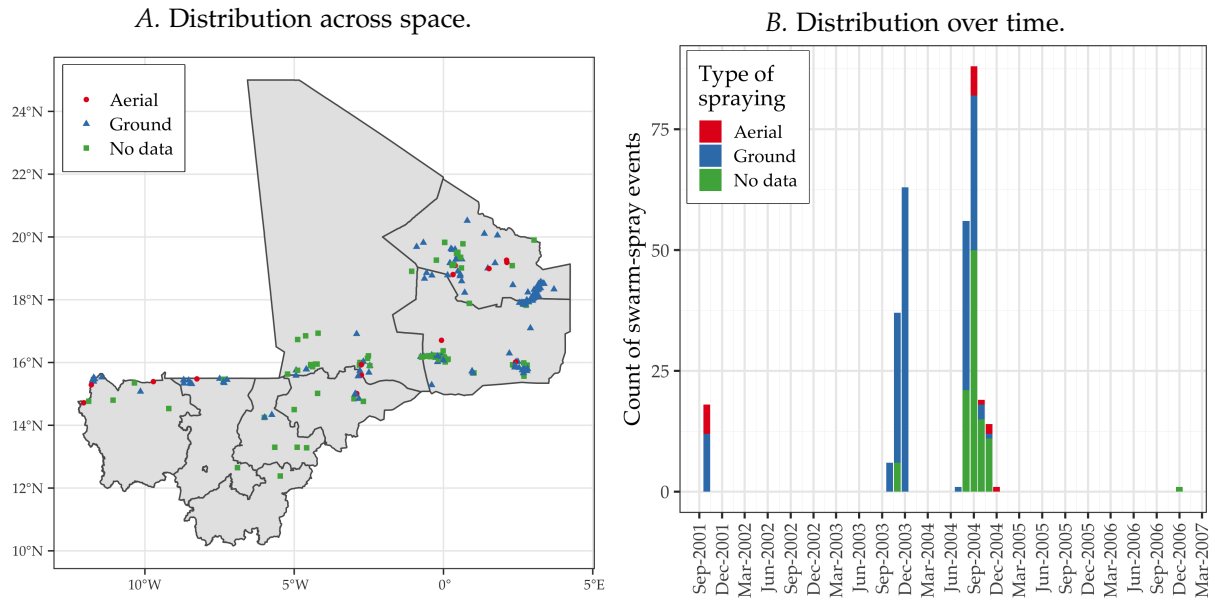 A. Distribution across space.
Aerial
Ground
No data
24°N
22°N
20°N
18°N
16°N
14°N
12°N
10°N
10°W
5°W
0°
5°E
B. Distribution over time.
Type of
spraying
Aerial
Ground
No data
Count of swarm-spray events
75
50
25
0
Sep-2001
Dec-2001
Mar-2002
Jun-2002
Sep-2002
Dec-2002
Mar-2003
Jun-2003
Sep-2003
Dec-2003
Mar-2004
Jun-2004
Sep-2004
Dec-2004
Mar-2005
Jun-2005
Sep-2005
Dec-2005
Mar-2006
Jun-2006
Sep-2006
Dec-2006
Mar-2007